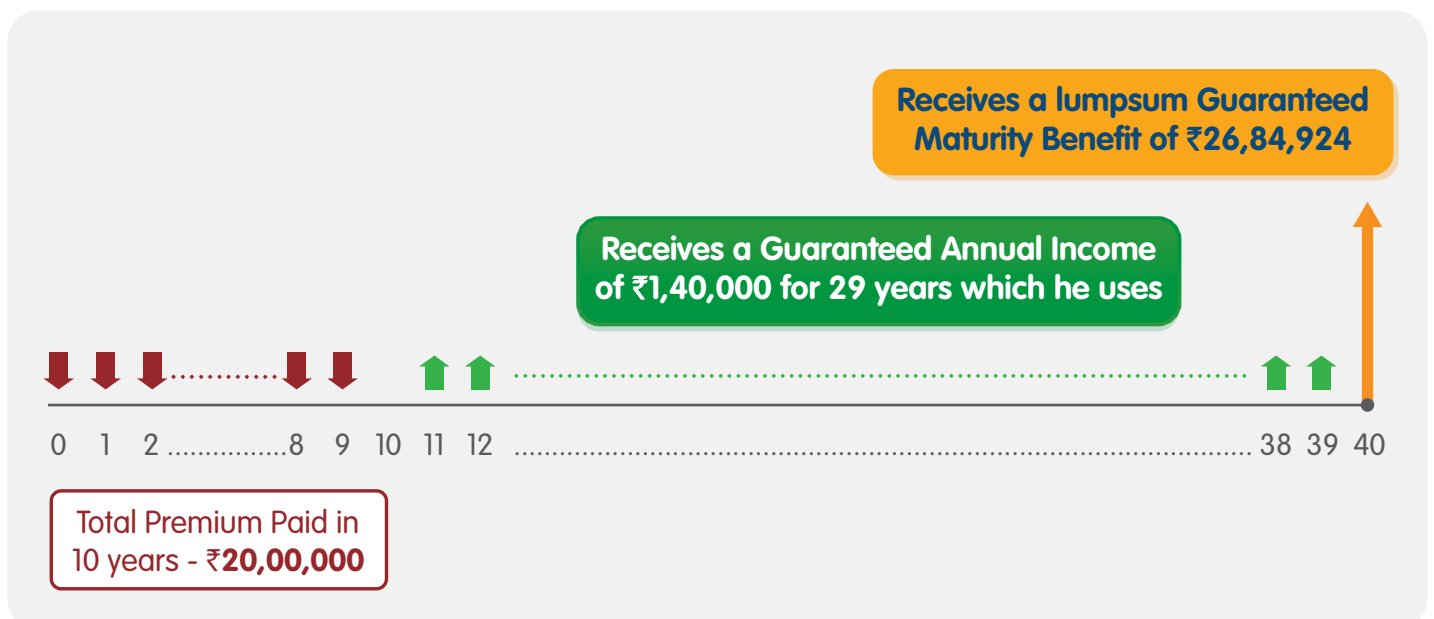 Receives a lumpsum Guaranteed
Maturity Benefit of ₹26,84,924
Receives a Guaranteed Annual Income
of ₹1,40,000 for 29 years which he uses
0 1 2 ...............8 9 10 11 12 ................................................................................ 38 39 40
Total Premium Paid in
10 years - ₹20,00,000